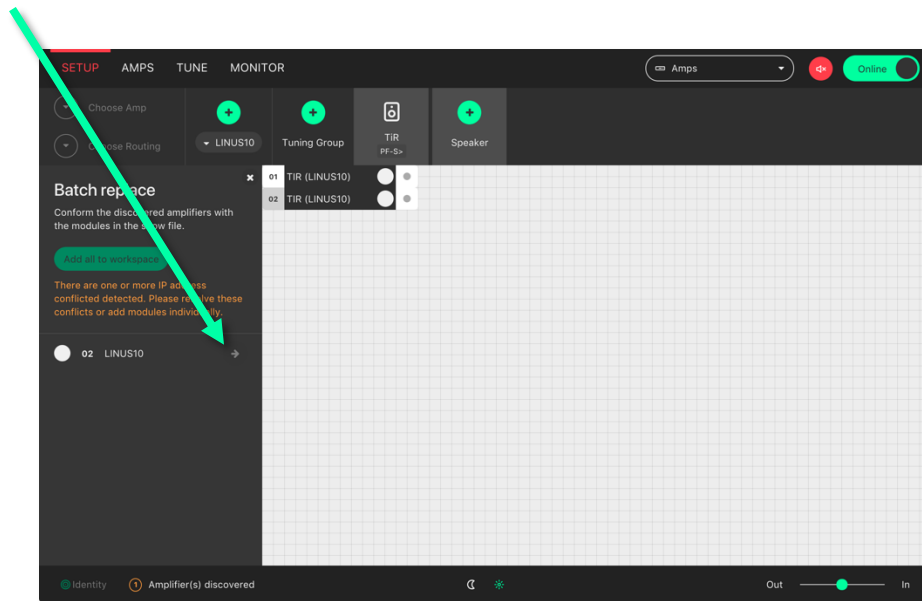 SETUP AMPS TUNE MONITOR
Amps
Online
Choose Amp
Choose Routing
LINUS10
Tuning Group
TiR
PF-S>
Speaker
Batch replace
Conform the discovered amplifiers with
the modules in the show file.
Add all to workspace
There are one or more IP address
conflicted detected. Please resolve these
conflicts or add modules individually.
02 LINUS10
01 TIR (LINUS10)
02 TIR (LINUS10)
Identity
1 Amplifier(s) discovered
Out In